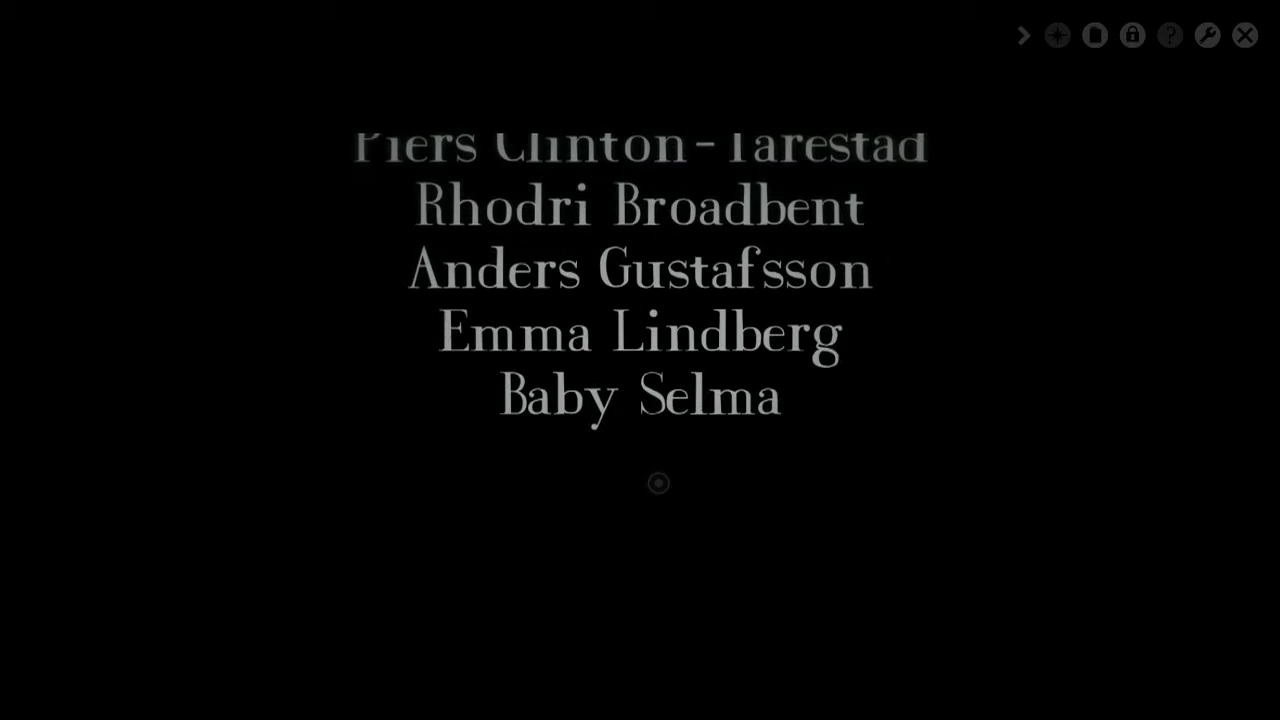 Piers Clinton-Tarestad
Rhodri Broadbent
Anders Gustafsson
Emma Lindberg
Baby Selma
?